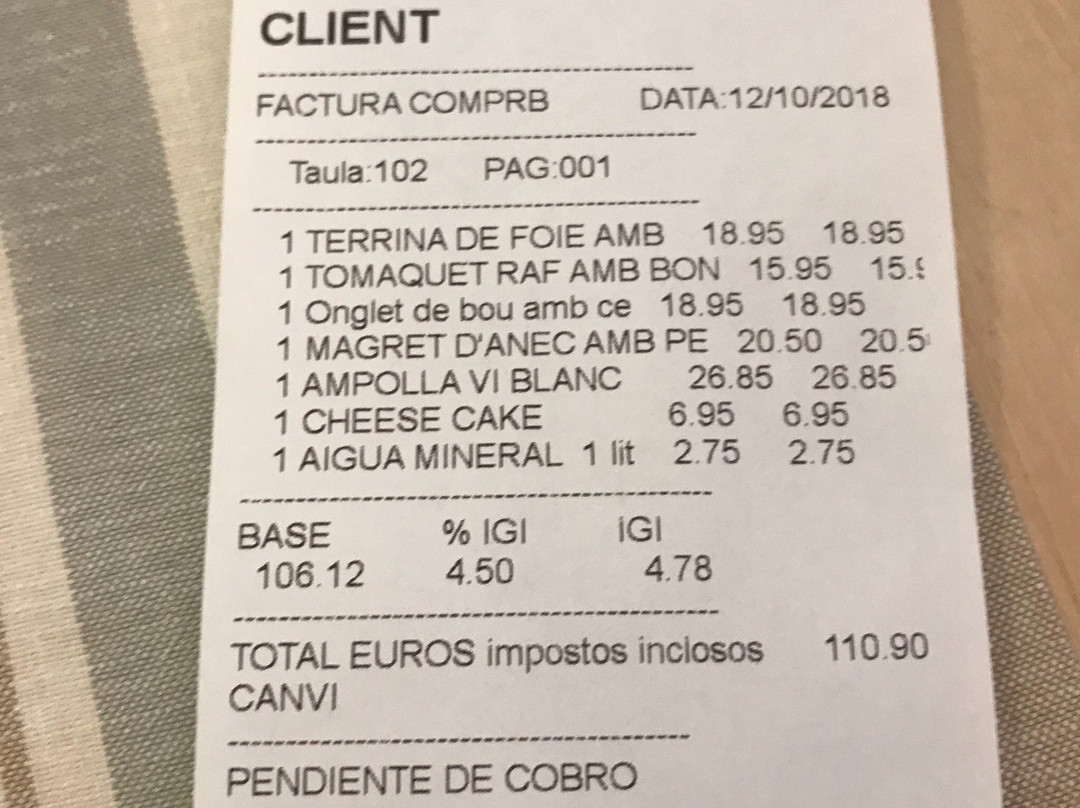 CLIENT
FACTURA COMPRB DATA:12/10/2018
Taula:102 PAG:001
1 TERRINA DE FOIE AMB 18.95 18.95
1 TOMAQUET RAF AMB BON 15.95
1 Onglet de bou amb ce 18.95 18.95
1 MAGRET D'ANEC AMB PE 20.50 20.5
1 AMPOLLA VI BLANC 26.85 26.85
1 CHEESE CAKE 6.95 6.95
1 AIGUA MINERAL 1 lit 2.75 2.75
BASE % IGI IGI
106.12 4.50 4.78
TOTAL EUROS impostos inclosos 110.90
CANVI
PENDIENTE DE COBRO